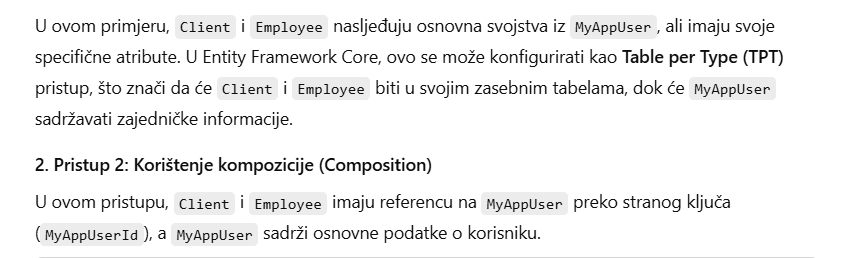 U ovom primjeru, Client i Employee nasljeđuju osnovna svojstva iz MyAppUser, ali imaju svoje
specifične atribute. U Entity Framework Core, ovo se može konfigurirati kao Table per Type (TPT)
pristup, što znači da će Client i Employee biti u svojim zasebnim tabelama, dok će MyAppUser
sadržavati zajedničke informacije.
2. Pristup 2: Korištenje kompozicije (Composition)
U ovom pristupu, Client i Employee imaju referencu na MyAppUser preko stranog ključa
(MyAppUserId), a MyAppUser sadrži osnovne podatke o korisniku.